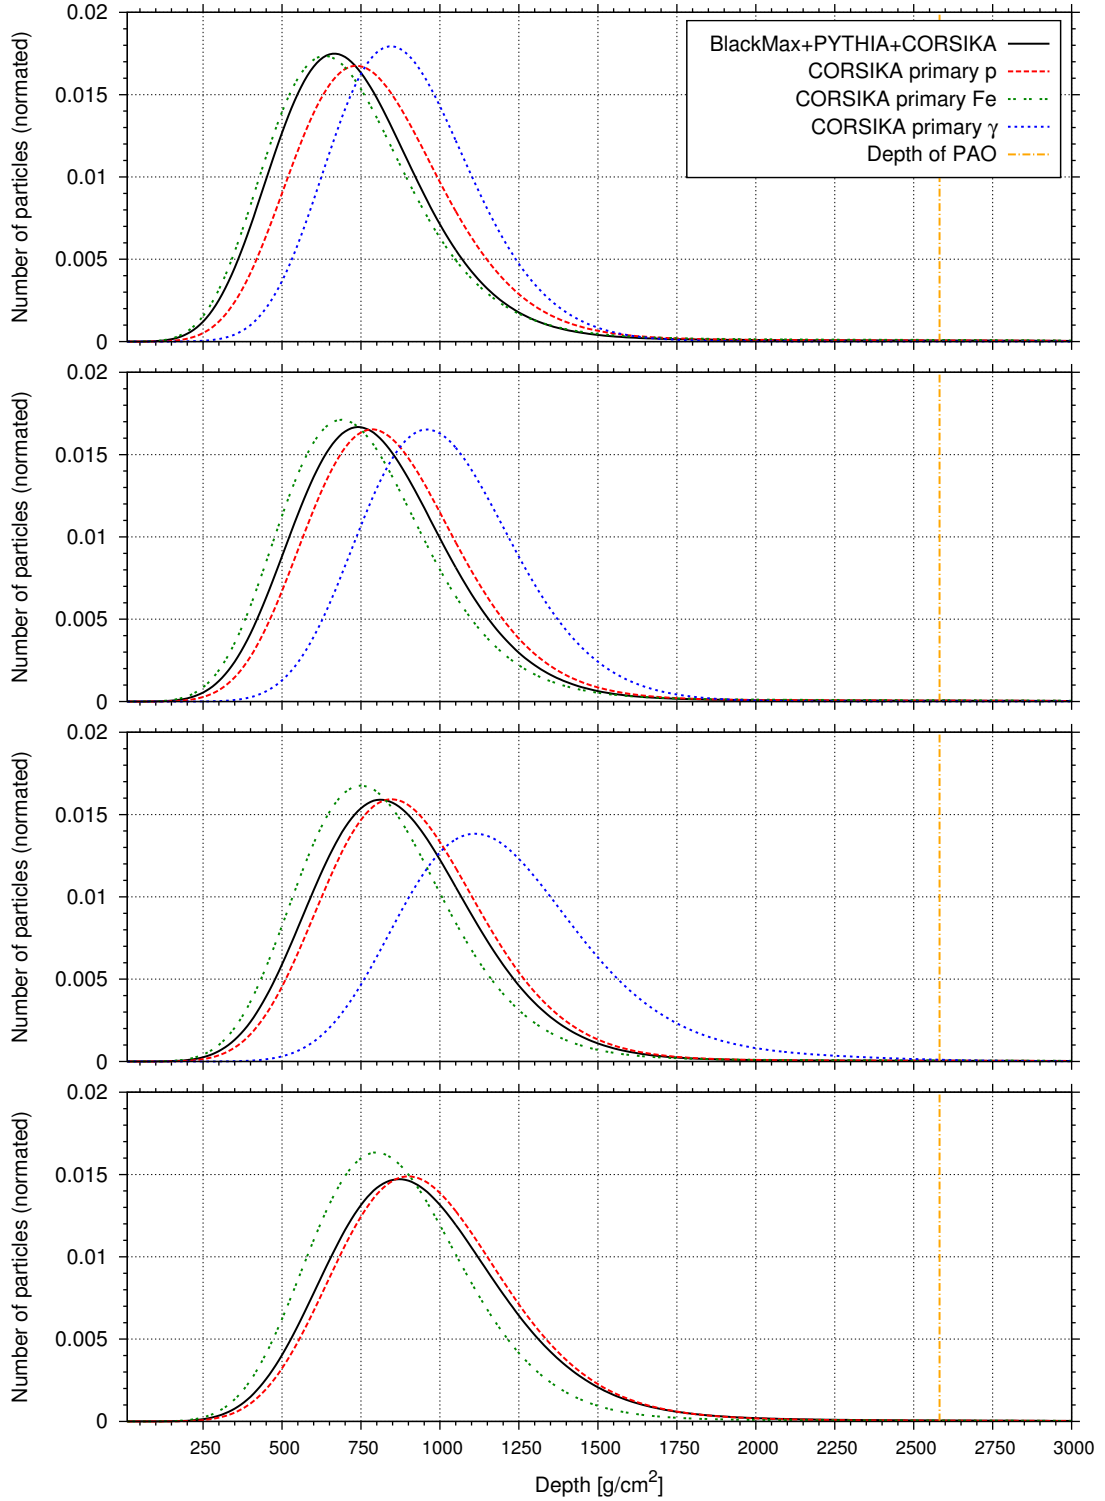 0.02
0.015
0.01
0.005
0
Number of particles (normated)
BlackMax+PYTHIA+CORSIKA
CORSIKA primary p
CORSIKA primary Fe
CORSIKA primary γ
Depth of PAO
0.02
0.015
0.01
0.005
0
Number of particles (normated)
0.02
0.015
0.01
0.005
0
Number of particles (normated)
0.02
0.015
0.01
0.005
0
Number of particles (normated)
250 500 750 1000 1250 1500 1750 2000 2250 2500 2750 3000
Depth [g/cm²]